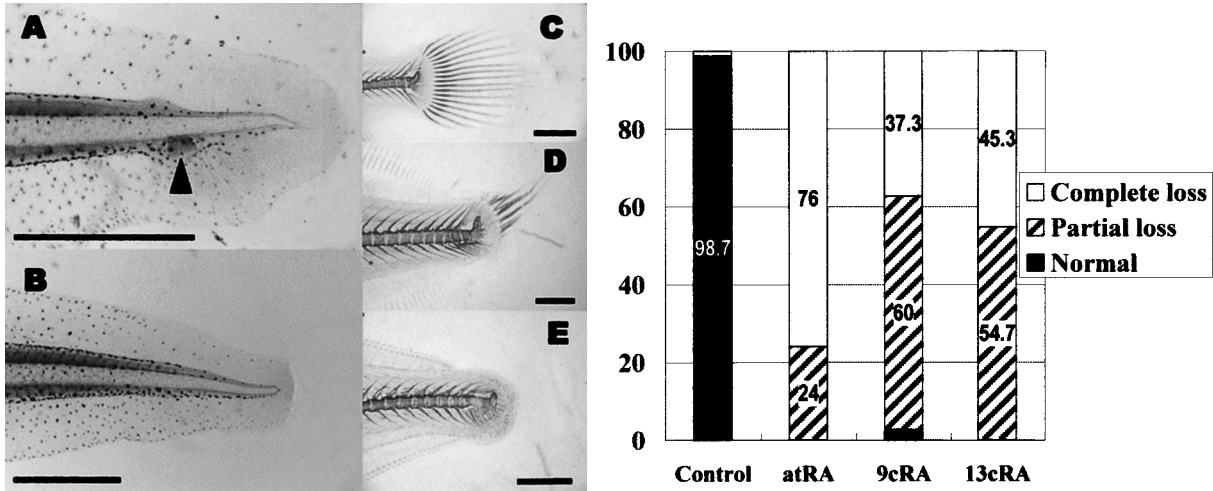 A
B
C
D
E
100
80
60
40
20
0
98.7
76
24
37.3
60
45.3
54.7
Control atRA 9cRA 13cRA
Complete loss
Partial loss
Normal